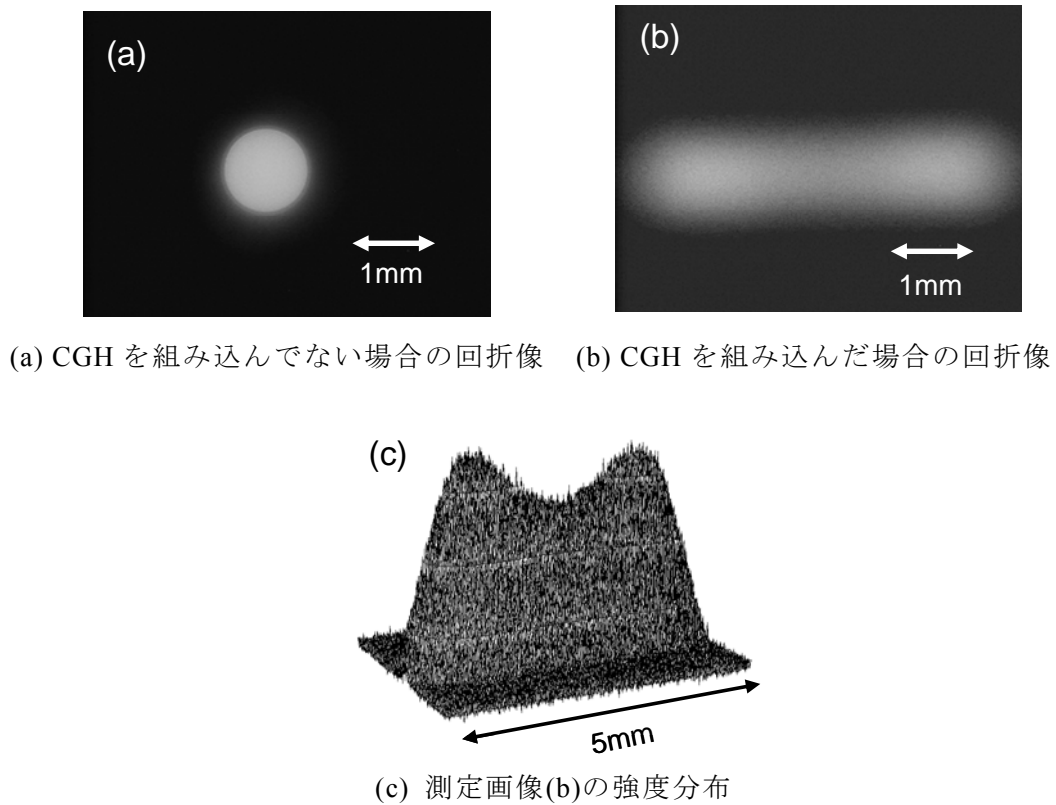 (a)
1mm
(b)
1mm
(a) CGH を組み込んでない場合の回折像
(b) CGH を組み込んだ場合の回折像
(c)
5mm
(c) 測定画像(b)の強度分布